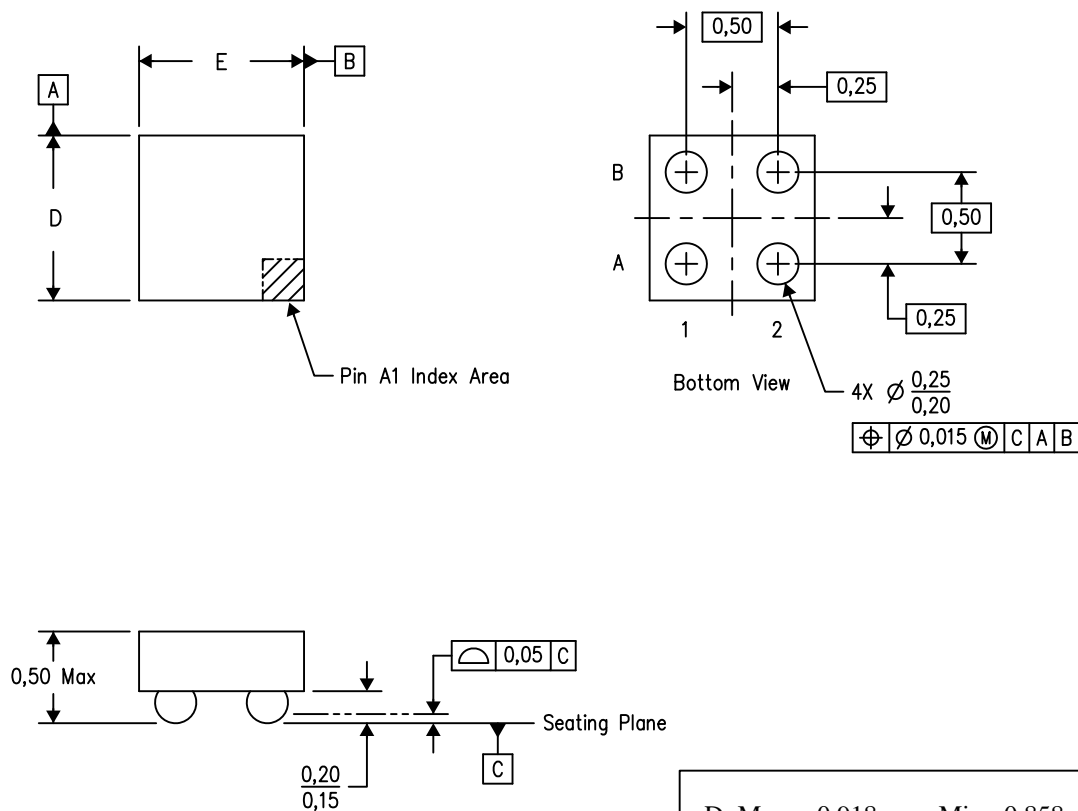 0,50
E
B
A
0,25
B
D
0,50
A
0,25
1 2
Pin A1 Index Area
Bottom View
4X Ø 0,25
0,20
⌖ Ø 0,015 Ⓜ C A B
0,05 C
0,50 Max
Seating Plane
C
0,20
0,15